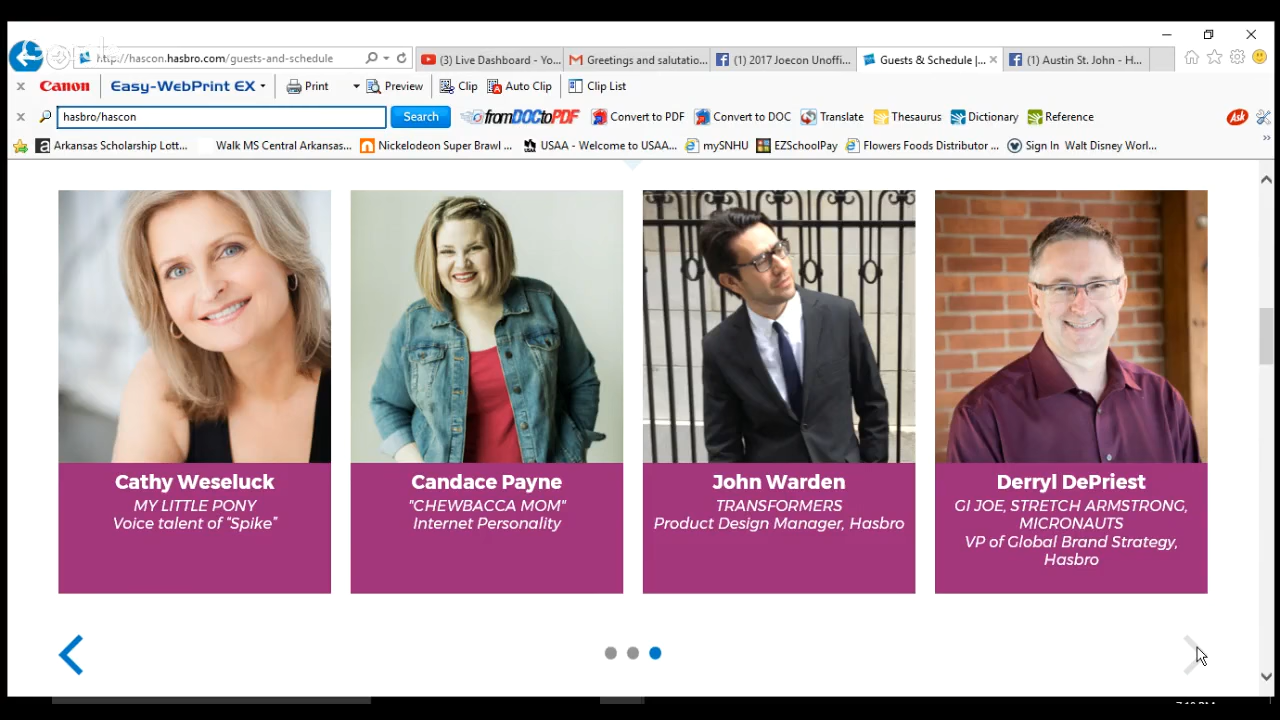 http://hascon.hasbro.com/guests-and-schedule
(3) Live Dashboard - Yo...
Greetings and salutatio...
(1) 2017 Joecon Unoffi...
Guests & Schedule |...
(1) Austin St. John - H...
Canon
Easy-WebPrint EX
Print
Preview
Clip
Auto Clip
Clip List
hasbro/hascon
Search
fromDOCtoPDF
Convert to PDF
Convert to DOC
Translate
Thesaurus
Dictionary
Reference
Ask
Arkansas Scholarship Lott...
Walk MS Central Arkansas...
Nickelodeon Super Brawl ...
USAA - Welcome to USAA...
mySNHU
EZSchoolPay
Flowers Foods Distributor ...
Sign In
Walt Disney Worl...
Cathy Weseluck
MY LITTLE PONY
Voice talent of “Spike”
Candace Payne
"CHEWBACCA MOM"
Internet Personality
John Warden
TRANSFORMERS
Product Design Manager, Hasbro
Derryl DePriest
GI JOE, STRETCH ARMSTRONG,
MICRONAUTS
VP of Global Brand Strategy,
Hasbro